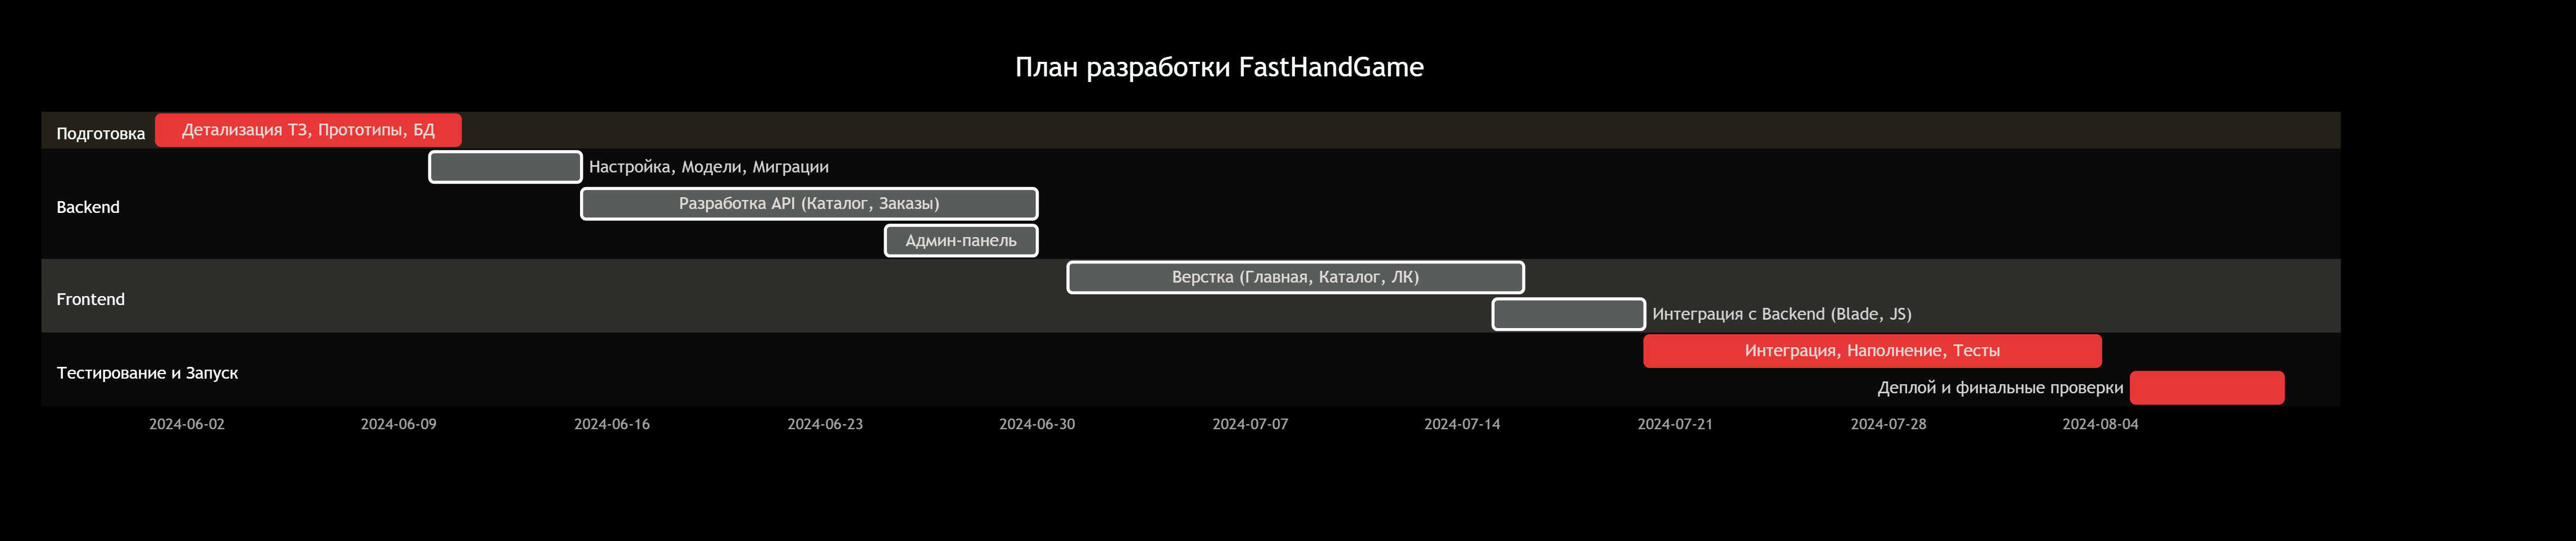 План разработки FastHandGame
Подготовка
Детализация ТЗ, Прототипы, БД
Настройка, Модели, Миграции
Backend
Разработка API (Каталог, Заказы)
Админ-панель
Верстка (Главная, Каталог, ЛК)
Frontend
Интеграция с Backend (Blade, JS)
Интеграция, Наполнение, Тесты
Тестирование и Запуск
Деплой и финальные проверки
2024-06-02
2024-06-09
2024-06-16
2024-06-23
2024-06-30
2024-07-07
2024-07-14
2024-07-21
2024-07-28
2024-08-04